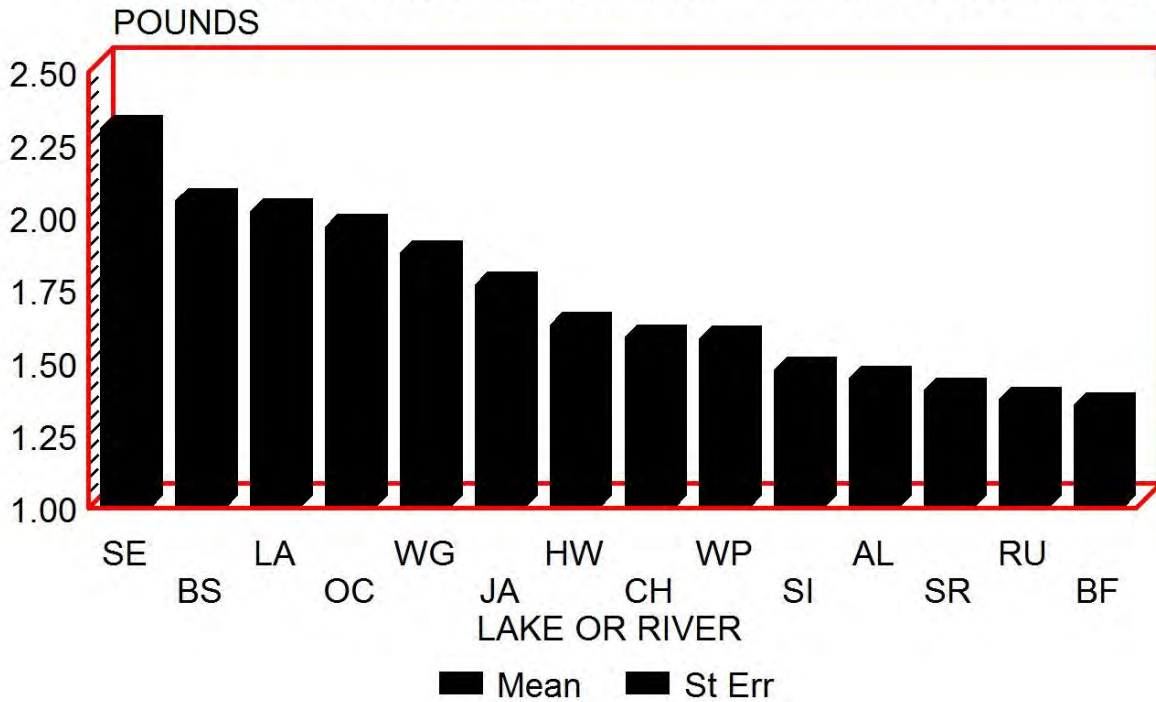 POUNDS
2.50
2.25
2.00
1.75
1.50
1.25
1.00
SE LA WG HW WP AL RU
BS OC JA CH SI SR BF
LAKE OR RIVER
Mean St Err